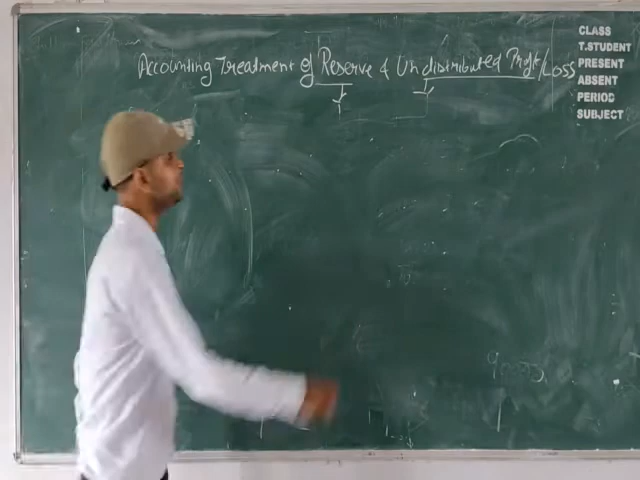 Accounting Treatment of Reserve & Undistributed Profit/Loss
CLASS
T.STUDENT
PRESENT
ABSENT
PERIOD
SUBJECT